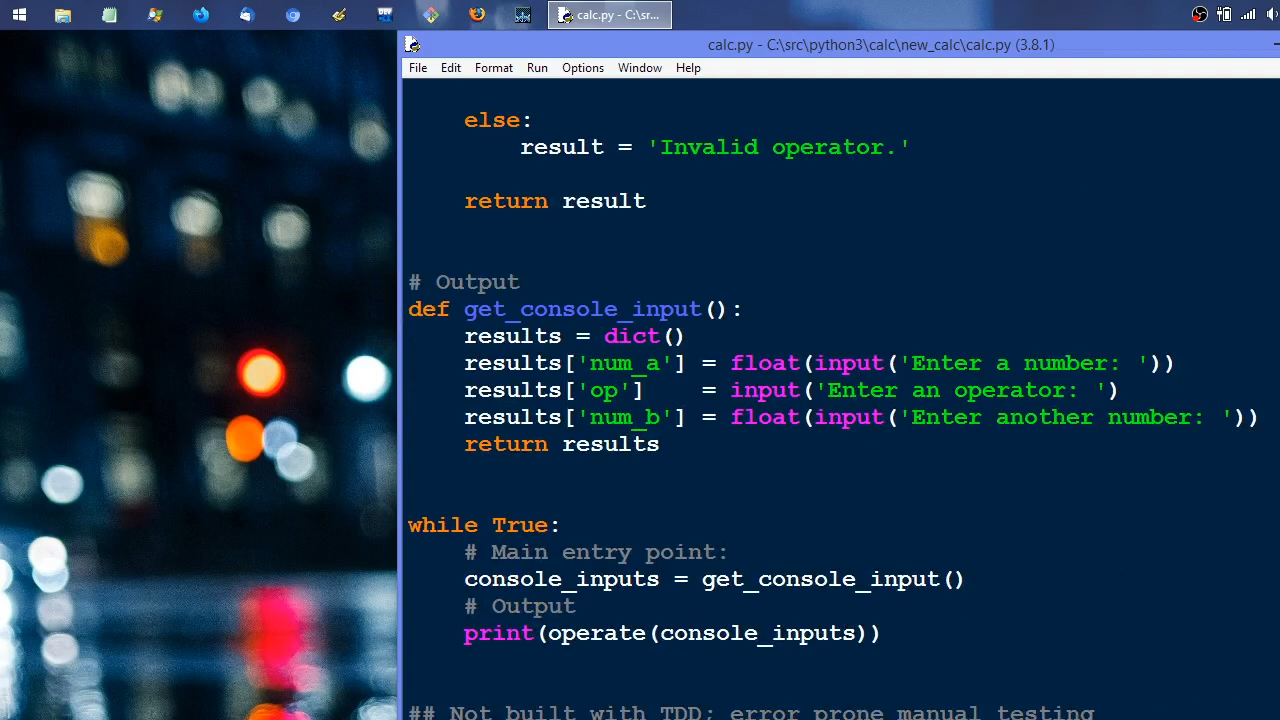 DEV
calc.py - C:\sr...
calc.py - C:\src\python3\calc\new_calc\calc.py (3.8.1)
File Edit Format Run Options Window Help
    else:
        result = 'Invalid operator.'
    return result
# Output
def get_console_input():
    results = dict()
    results['num_a'] = float(input('Enter a number: '))
    results['op']    = input('Enter an operator: ')
    results['num_b'] = float(input('Enter another number: '))
    return results
while True:
    # Main entry point:
    console_inputs = get_console_input()
    # Output
    print(operate(console_inputs))
## Not built with TDD; error prone manual testing